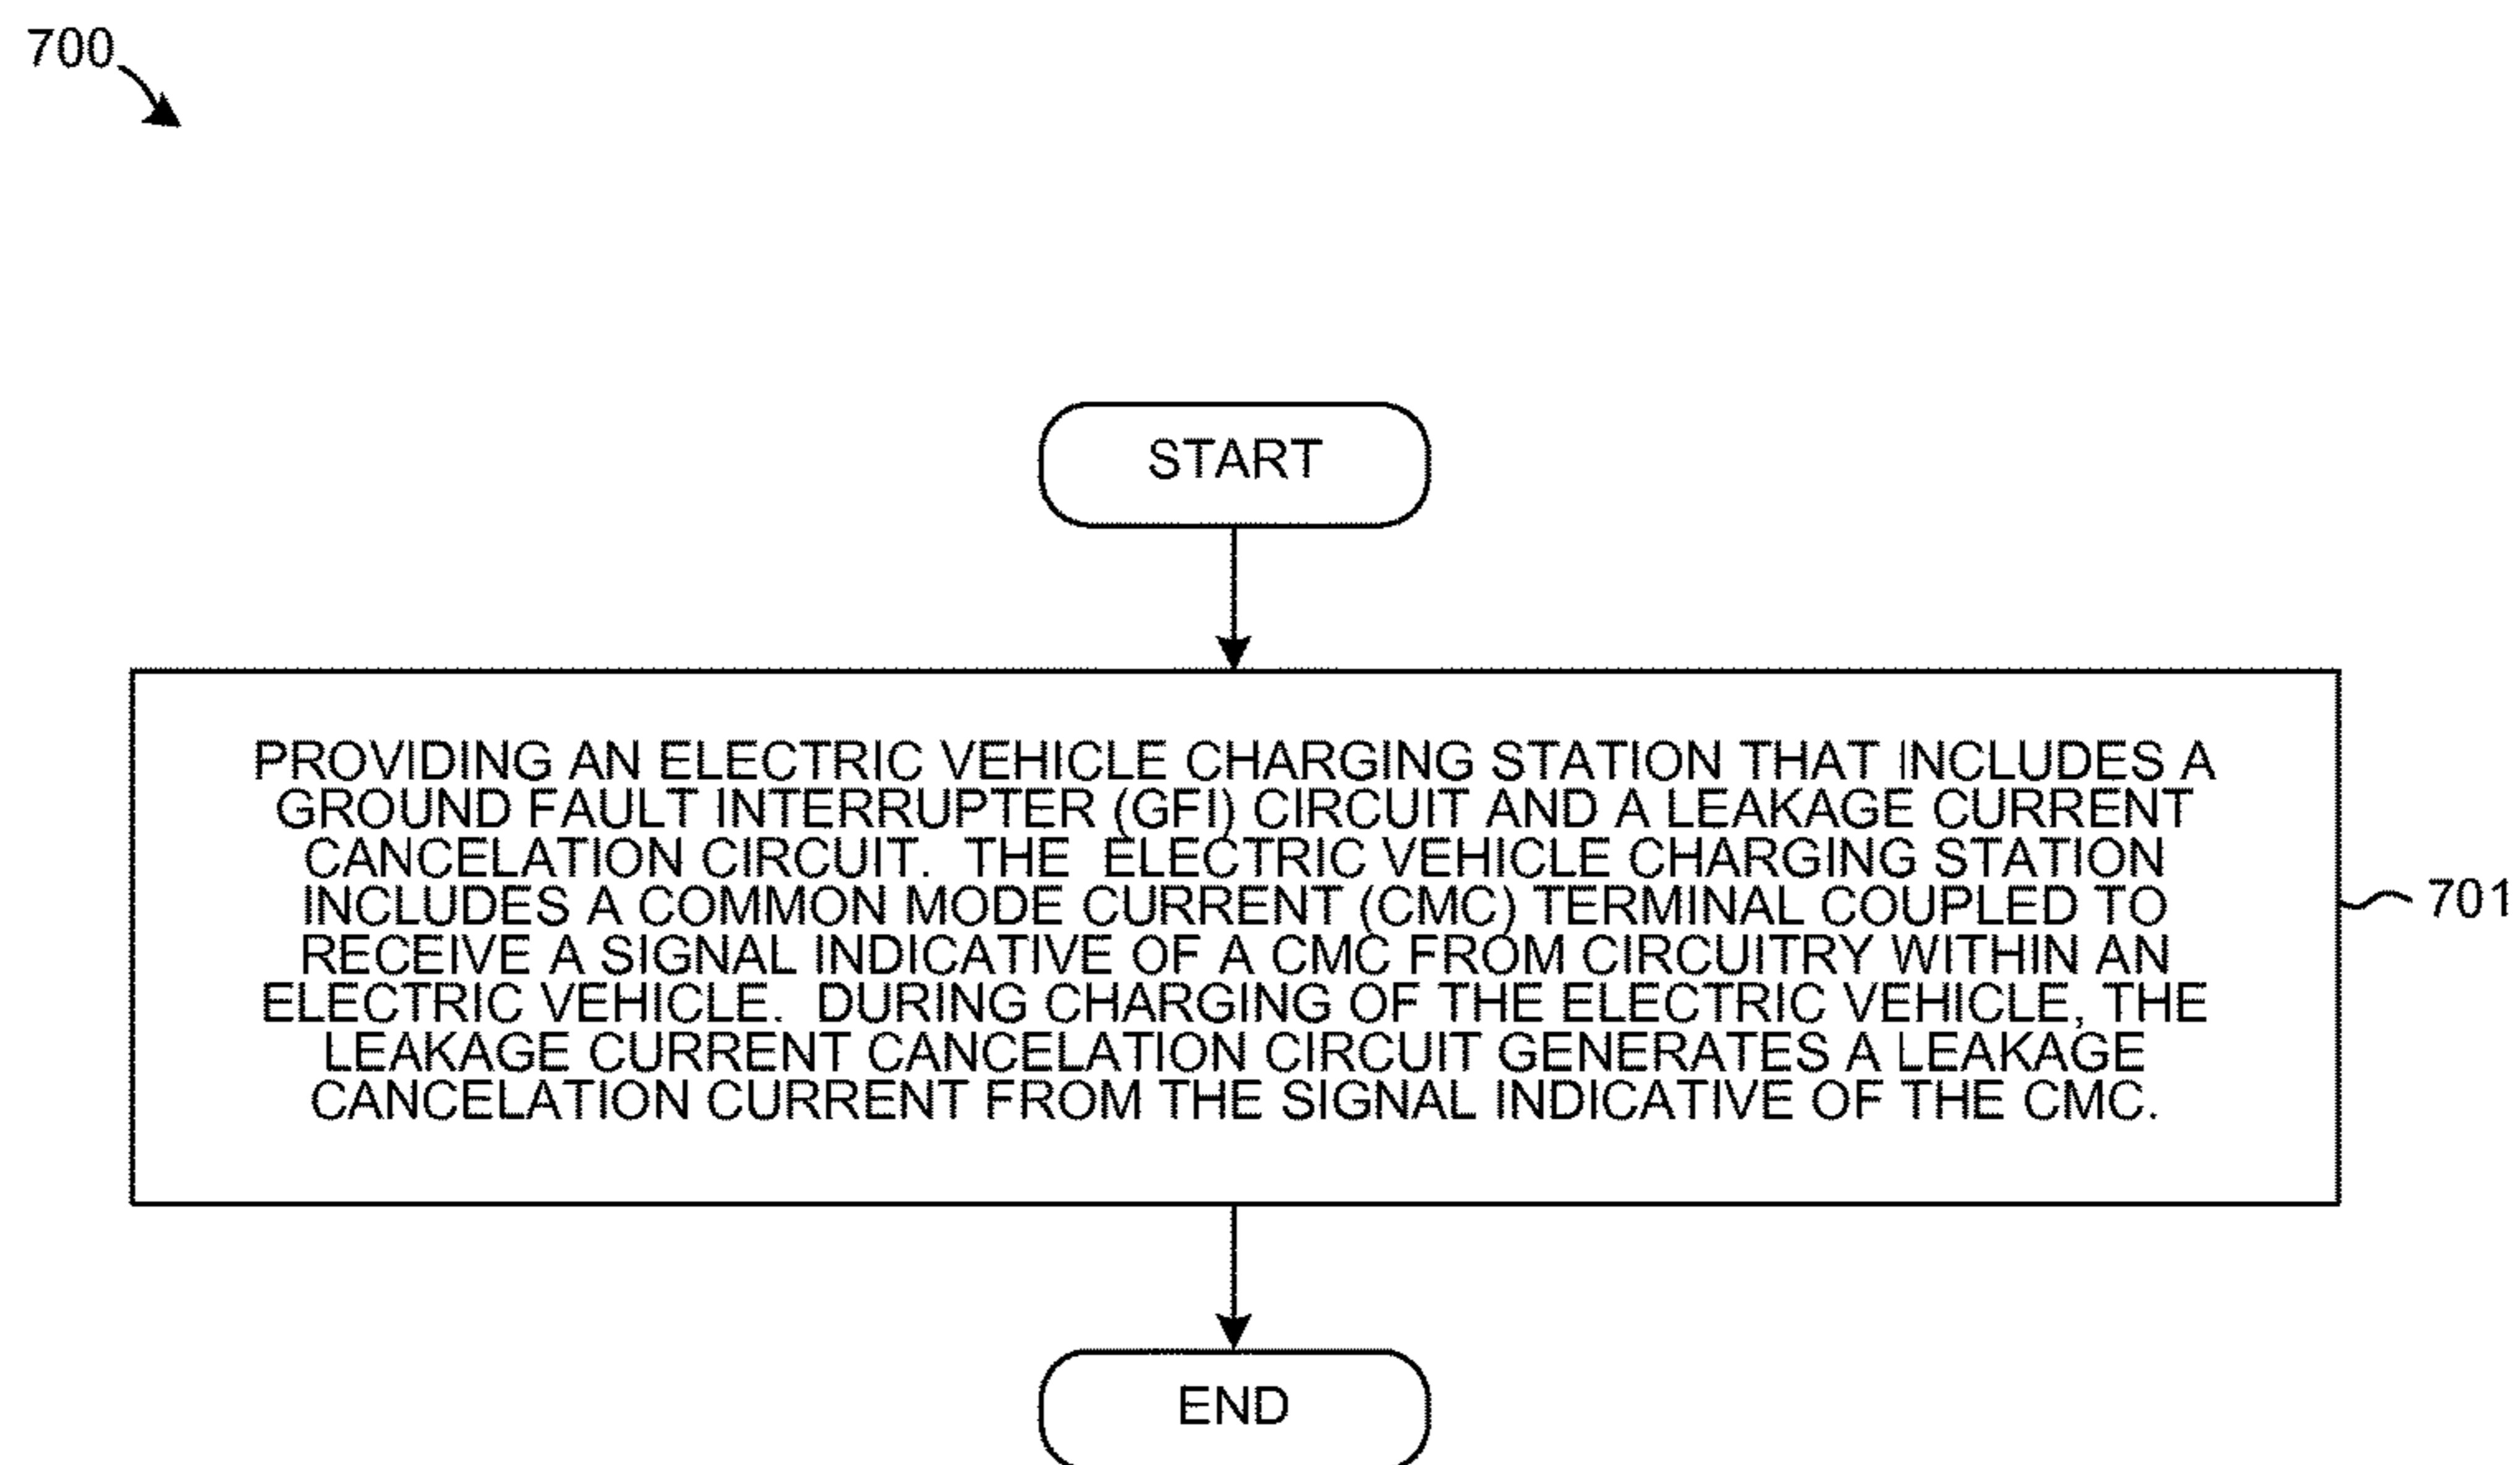 700
START
PROVIDING AN ELECTRIC VEHICLE CHARGING STATION THAT INCLUDES A
GROUND FAULT INTERRUPTER (GFI) CIRCUIT AND A LEAKAGE CURRENT
CANCELATION CIRCUIT. THE ELECTRIC VEHICLE CHARGING STATION
INCLUDES A COMMON MODE CURRENT (CMC) TERMINAL COUPLED TO
RECEIVE A SIGNAL INDICATIVE OF A CMC FROM CIRCUITRY WITHIN AN
ELECTRIC VEHICLE. DURING CHARGING OF THE ELECTRIC VEHICLE, THE
LEAKAGE CURRENT CANCELATION CIRCUIT GENERATES A LEAKAGE
CANCELATION CURRENT FROM THE SIGNAL INDICATIVE OF THE CMC.
701
END